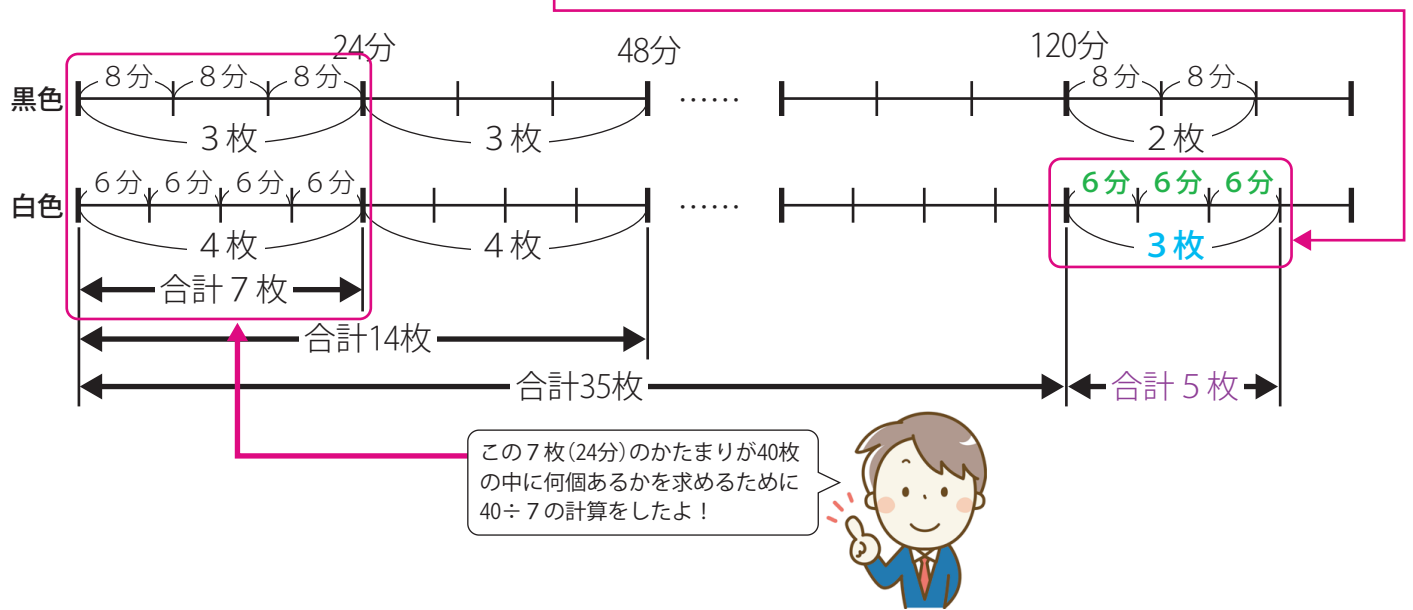 24分
48分
120分
8分 8分 8分
8分 8分
黒色
3枚
3枚
2枚
6分 6分 6分 6分
6分 6分 6分
白色
4枚
4枚
3枚
合計7枚
合計14枚
合計35枚
合計5枚
この7枚(24分)のかたまりが40枚
の中に何個あるかを求めるために
40÷7の計算をしたよ!